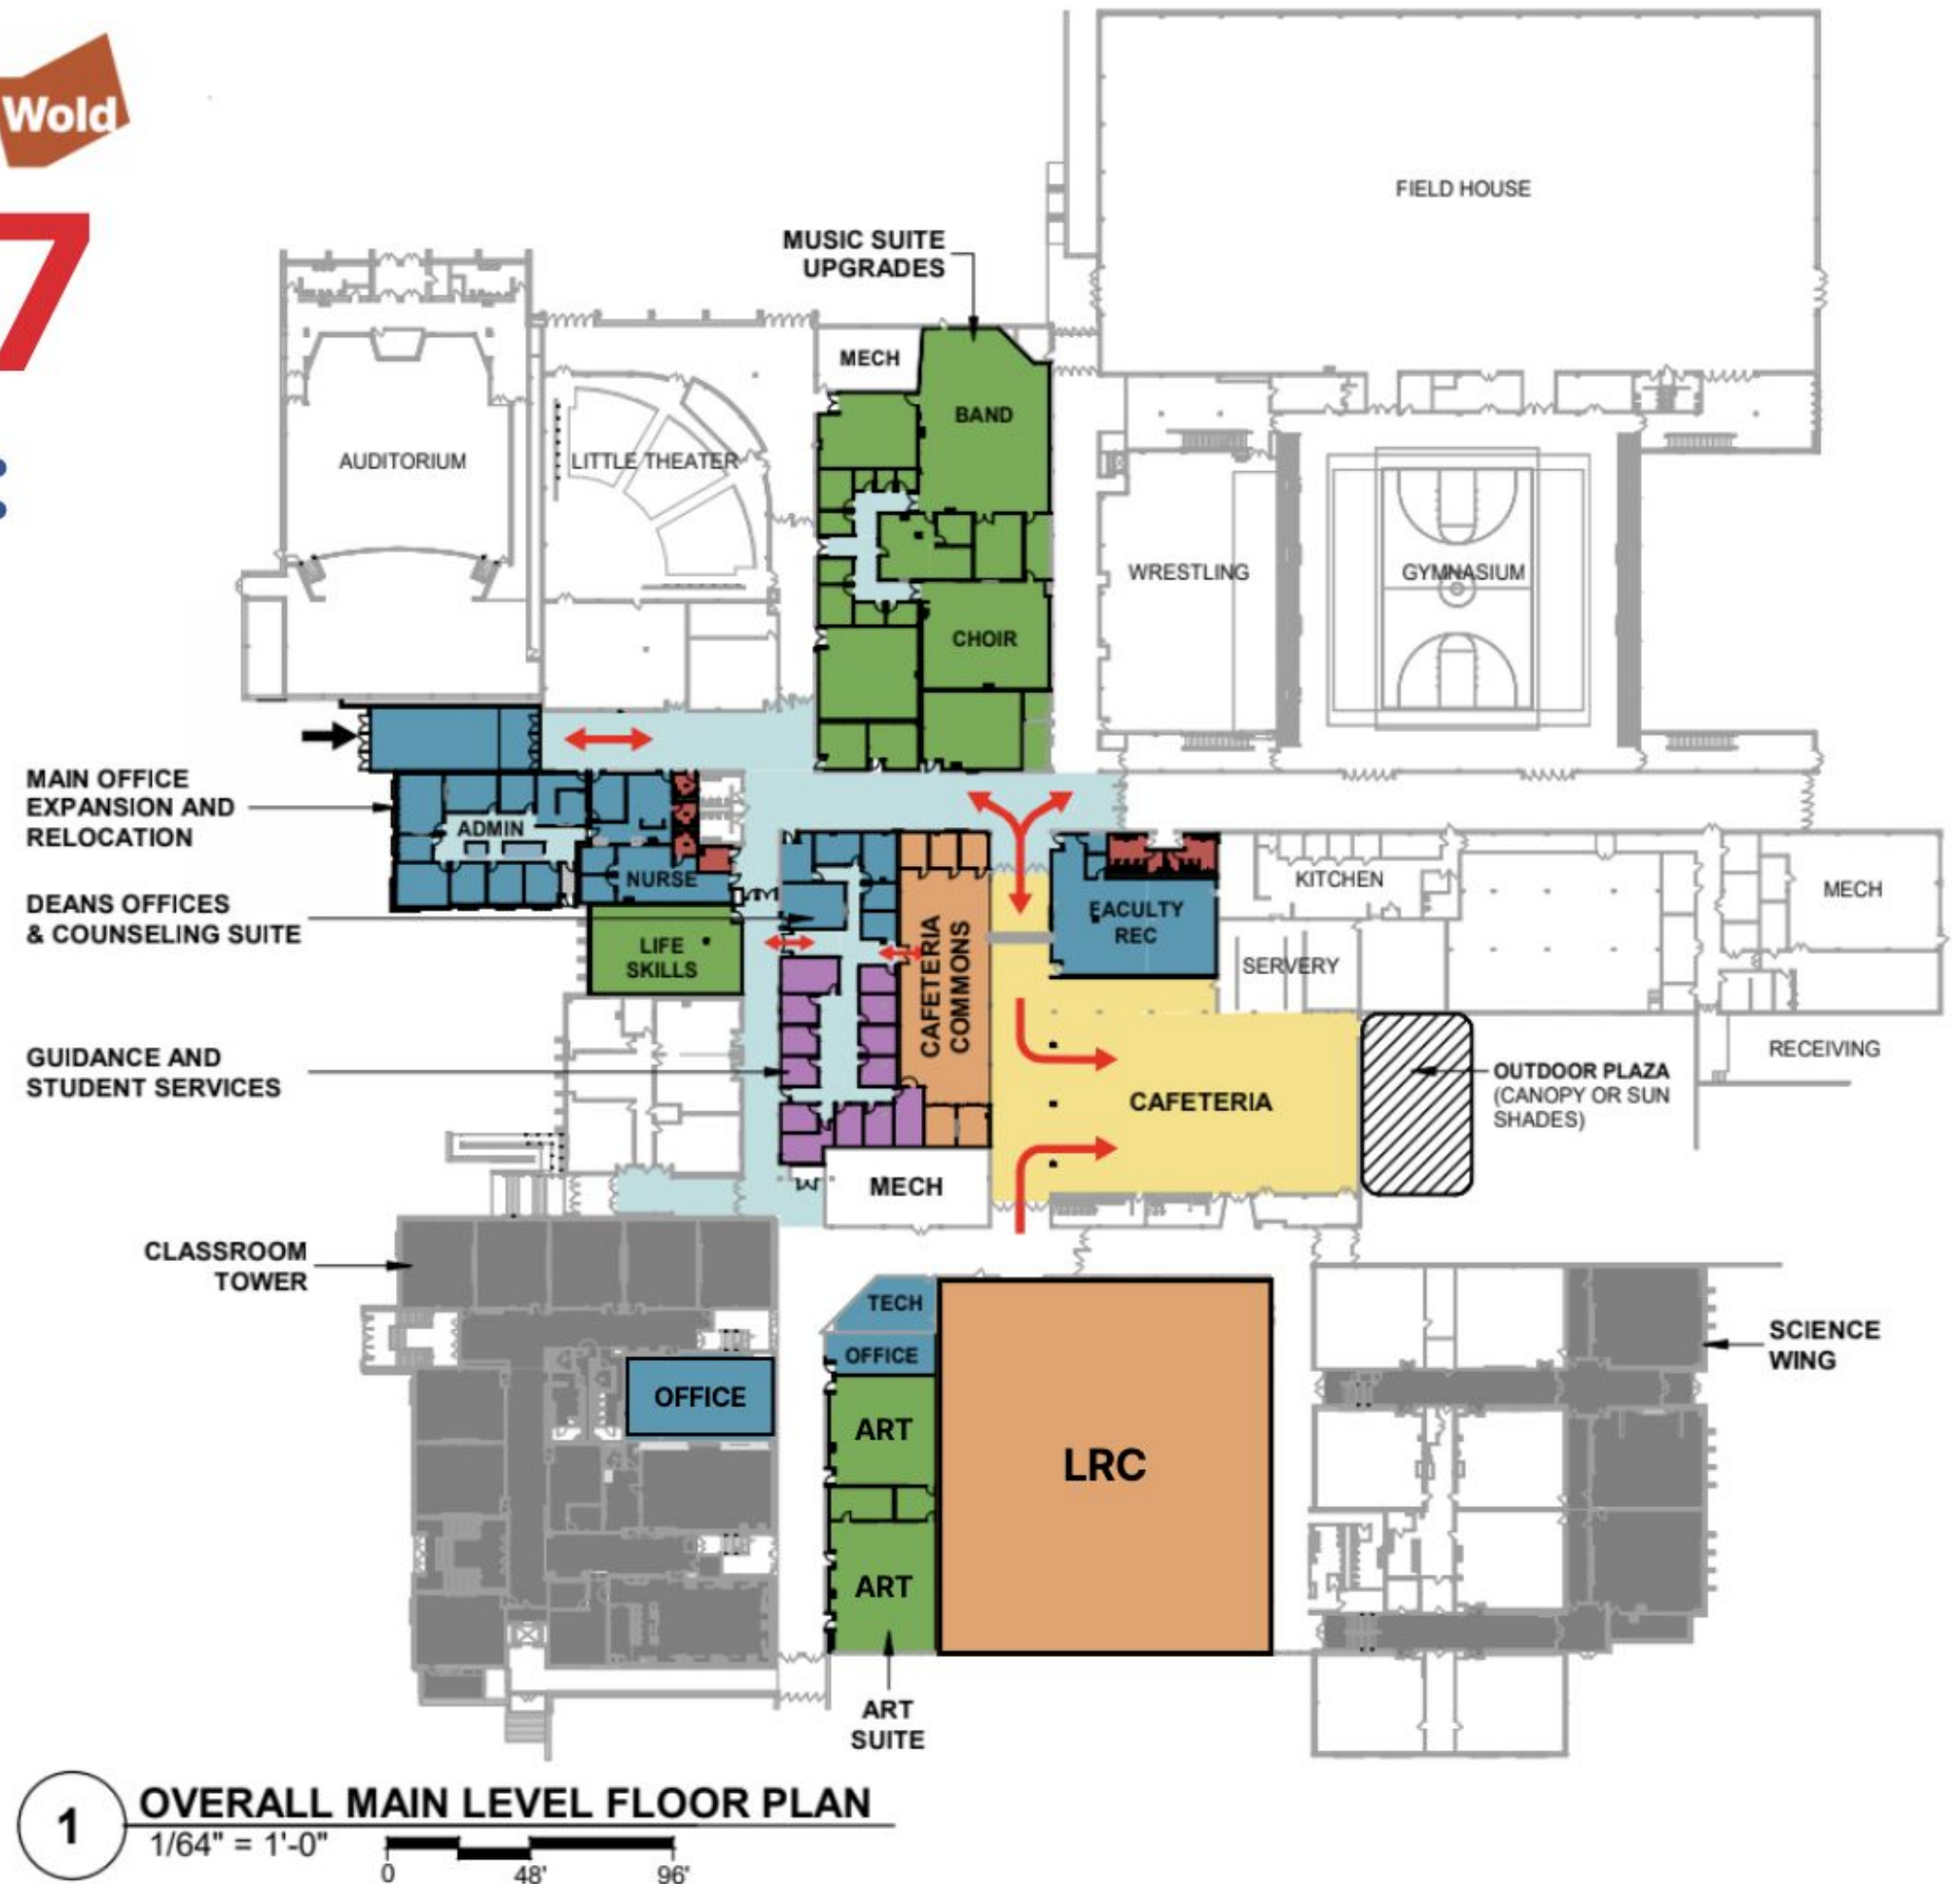 Wold
7
:
FIELD HOUSE
MUSIC SUITE
UPGRADES
MECH
BAND
AUDITORIUM
LITTLE THEATER
WRESTLING
GYMNASIUM
CHOIR
MAIN OFFICE
EXPANSION AND
RELOCATION
ADMIN
NURSE
DEANS OFFICES
& COUNSELING SUITE
LIFE
SKILLS
CAFETERIA
COMMONS
FACULTY
REC
KITCHEN
MECH
SERVERY
GUIDANCE AND
STUDENT SERVICES
RECEIVING
OUTDOOR PLAZA
(CANOPY OR SUN
SHADES)
CAFETERIA
MECH
CLASSROOM
TOWER
TECH
OFFICE
OFFICE
ART
LRC
ART
SCIENCE
WING
ART
SUITE
1
OVERALL MAIN LEVEL FLOOR PLAN
1/64" = 1'-0"
0 48' 96'